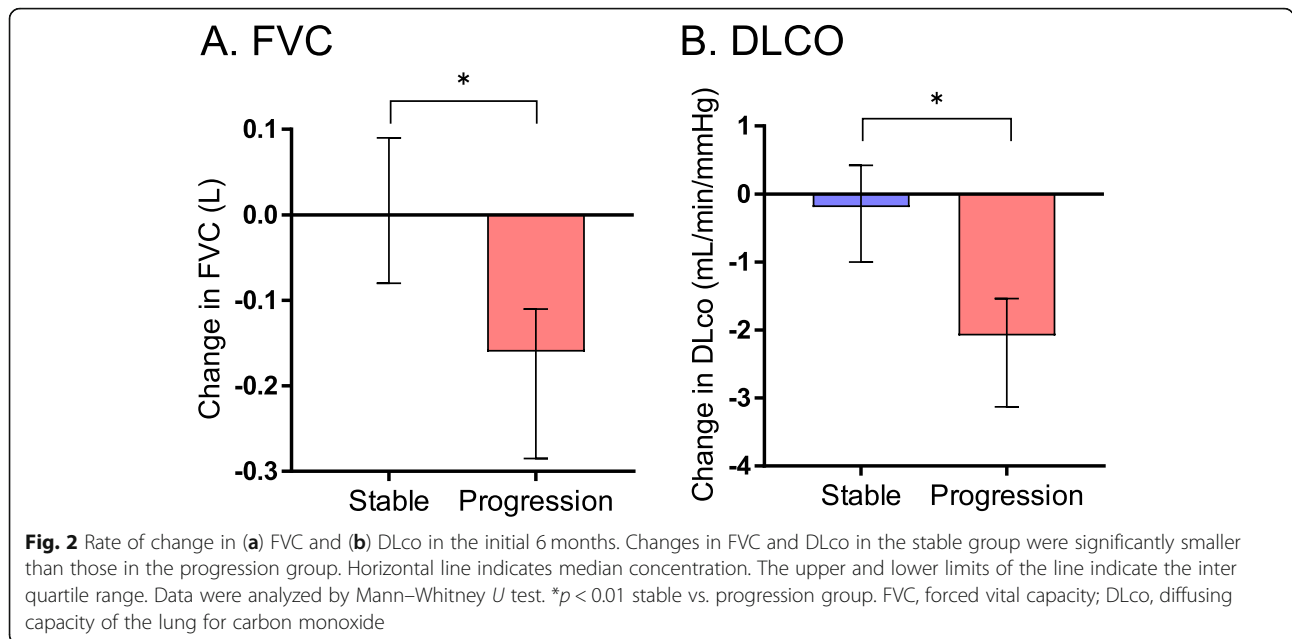 A. FVC
*
Change in FVC (L)
0.1
0.0
-0.1
-0.2
-0.3
Stable Progression
B. DLCO
*
Change in DLco (mL/min/mmHg)
1
0
-1
-2
-3
-4
Stable Progression
Fig. 2 Rate of change in (a) FVC and (b) DLco in the initial 6 months. Changes in FVC and DLco in the stable group were significantly smaller
than those in the progression group. Horizontal line indicates median concentration. The upper and lower limits of the line indicate the inter
quartile range. Data were analyzed by Mann–Whitney U test. *p < 0.01 stable vs. progression group. FVC, forced vital capacity; DLco, diffusing
capacity of the lung for carbon monoxide